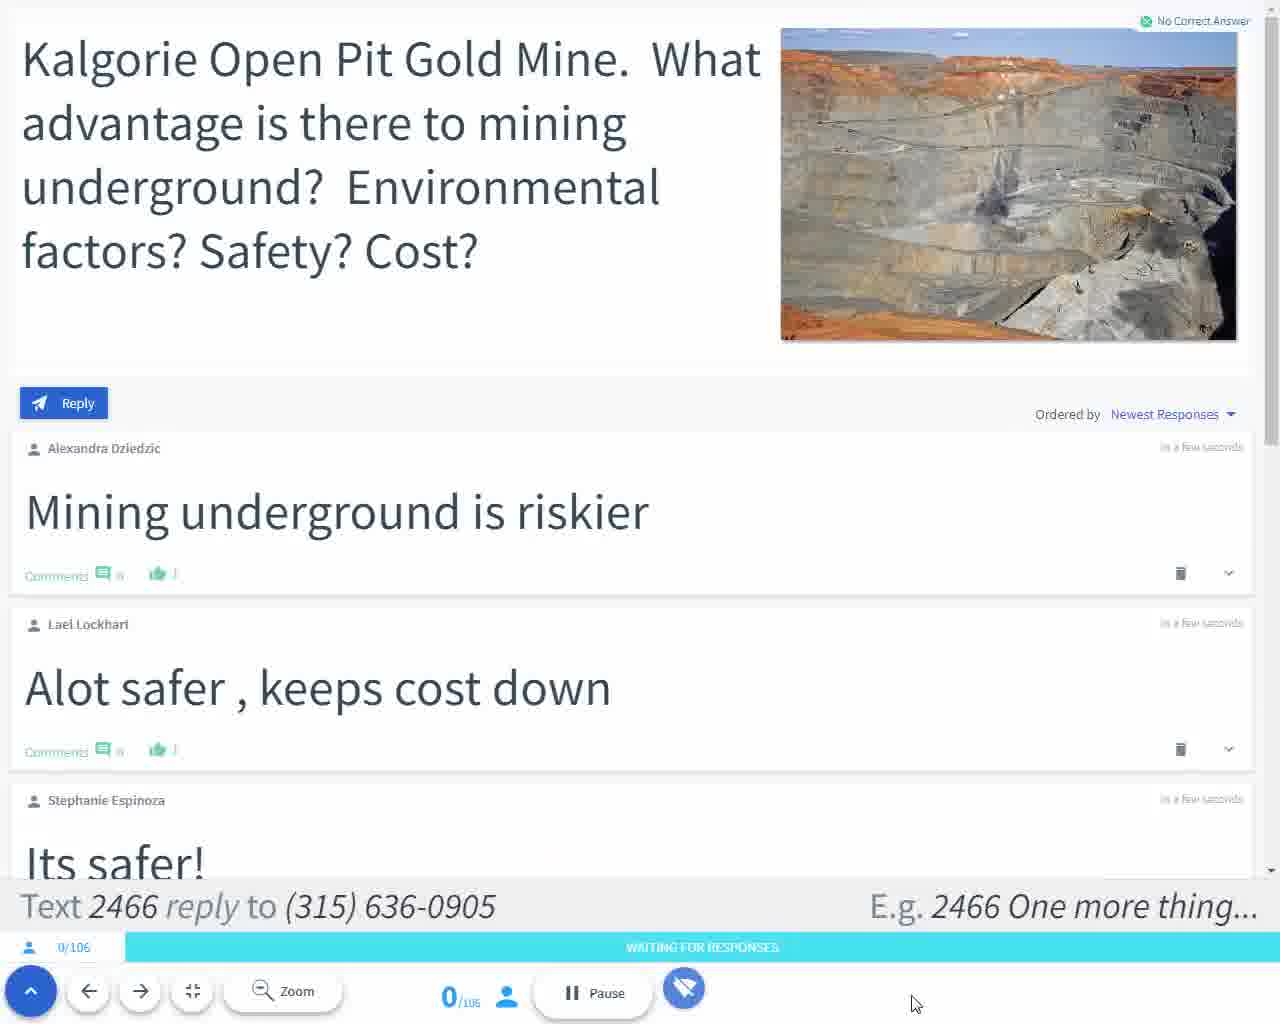 No Correct Answer
Kalgorie Open Pit Gold Mine. What
advantage is there to mining
underground? Environmental
factors? Safety? Cost?
Reply
Ordered by Newest Responses
Alexandra Dziedzic
in a few seconds
Mining underground is riskier
Comments 0
Lael Lockhart
in a few seconds
Alot safer , keeps cost down
Comments 0
Stephanie Espinoza
in a few seconds
Its safer!
Text 2466 reply to (315) 636-0905
E.g. 2466 One more thing...
0/106
WAITING FOR RESPONSES
Zoom
0/106
Pause